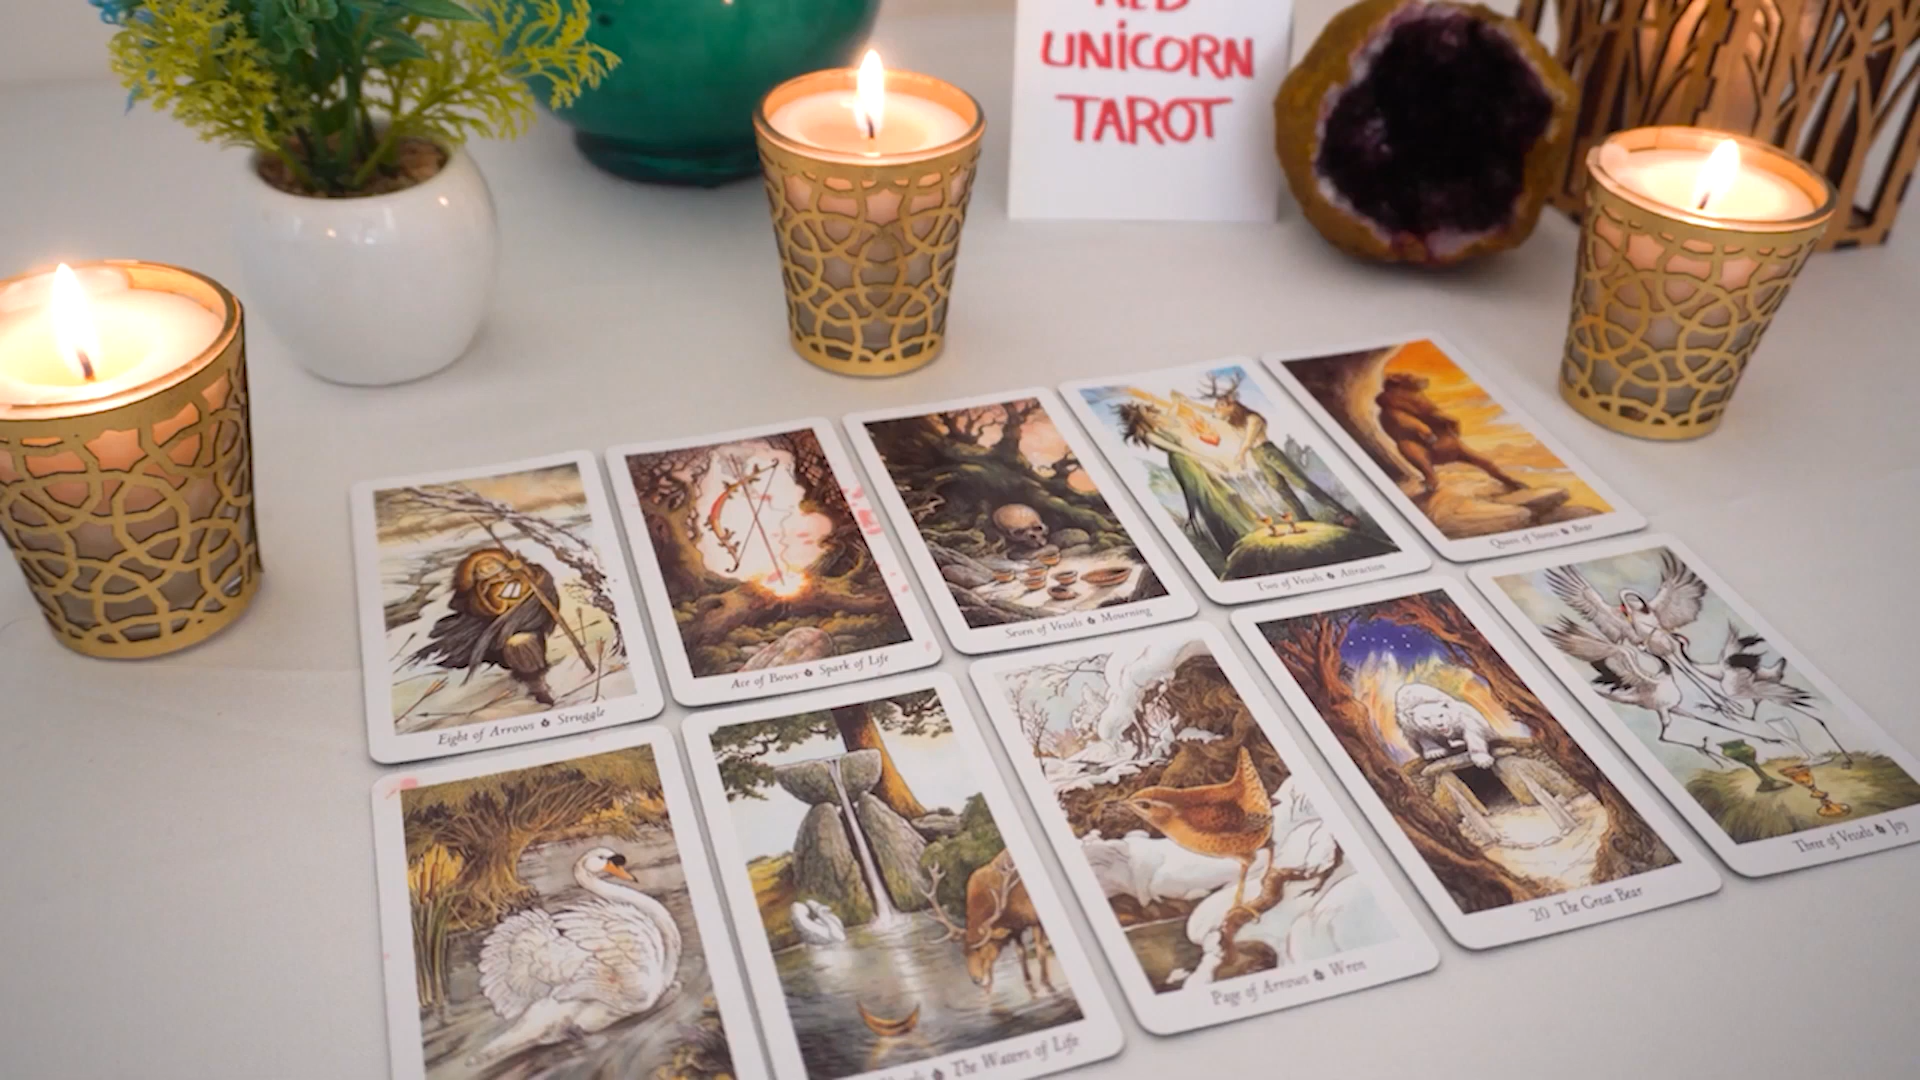 RED
UNICORN
TAROT
Eight of Arrows Struggle
Ace of Bows Spark of Life
Seven of Vessels Mourning
Two of Vessels Attraction
Queen of Stones Bear
The Waters of Life
Page of Arrows Wren
20 The Great Bear
Three of Vessels Joy